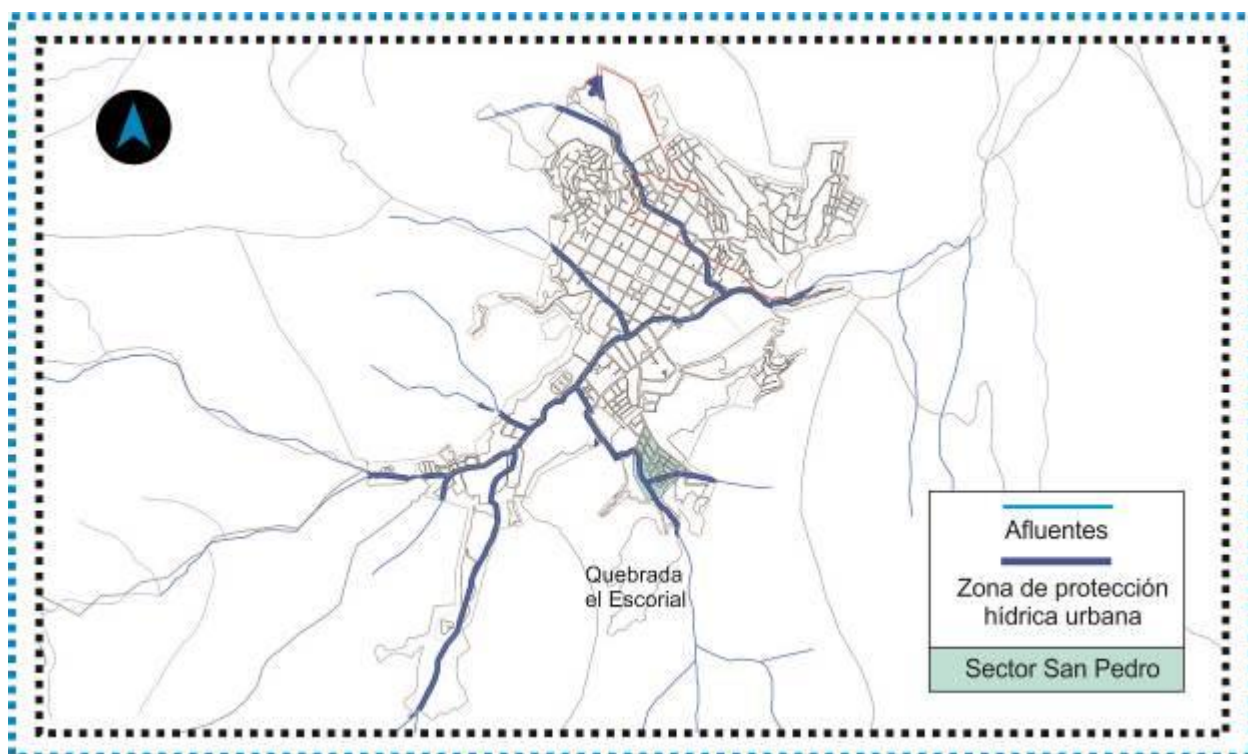 Quebrada
el Escorial
Afluentes
Zona de protección
hídrica urbana
Sector San Pedro